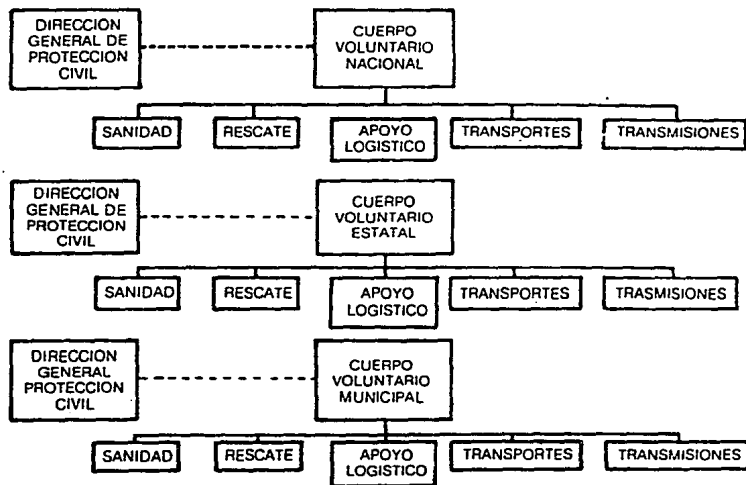 DIRECCION
GENERAL DE
PROTECCION
CIVIL
CUERPO
VOLUNTARIO
NACIONAL
SANIDAD
RESCATE
APOYO
LOGISTICO
TRANSPORTES
TRANSMISIONES
DIRECCION
GENERAL DE
PROTECCION
CIVIL
CUERPO
VOLUNTARIO
ESTATAL
SANIDAD
RESCATE
APOYO
LOGISTICO
TRANSPORTES
TRASMISIONES
DIRECCION
GENERAL
PROTECCION
CIVIL
CUERPO
VOLUNTARIO
MUNICIPAL
SANIDAD
RESCATE
APOYO
LOGISTICO
TRANSPORTES
TRANSMISIONES